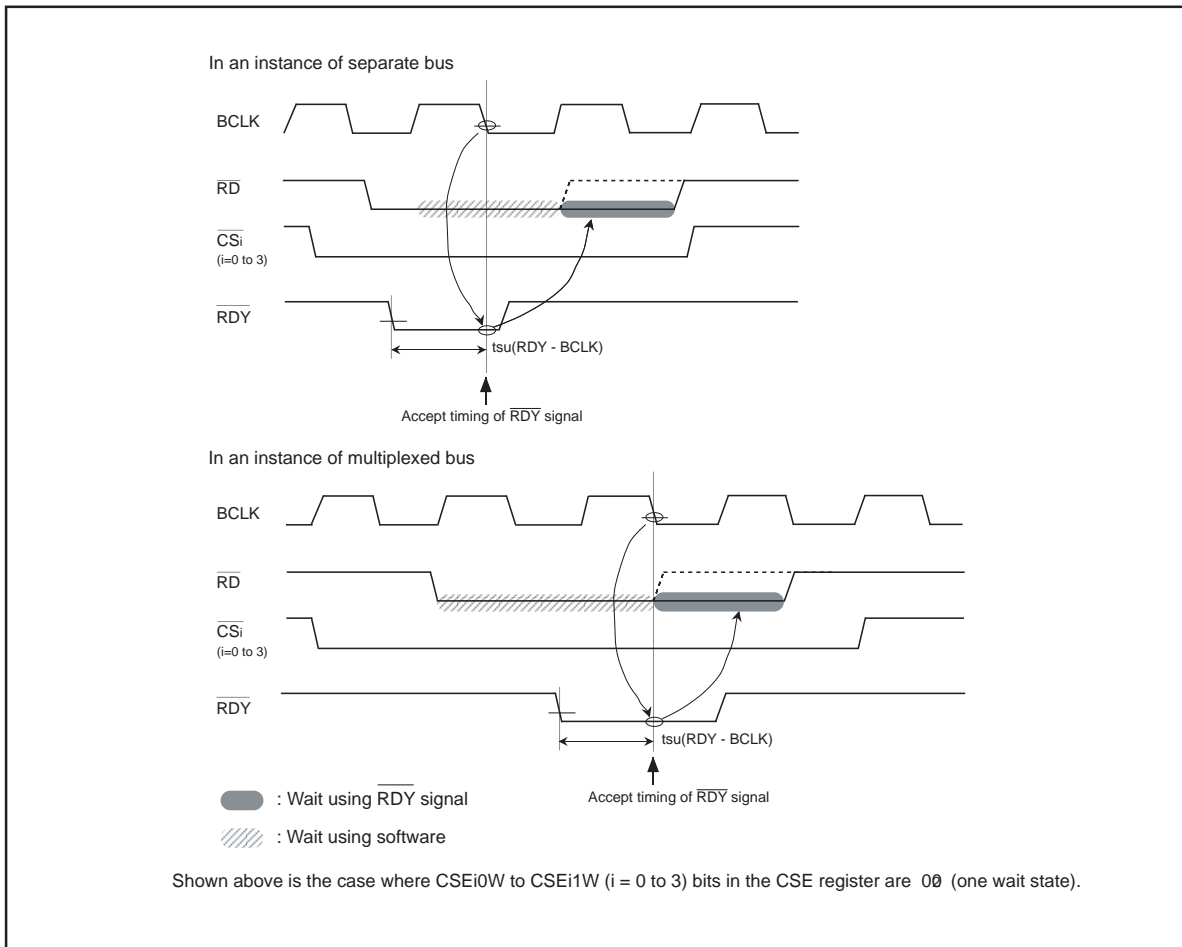 In an instance of separate bus
BCLK
RD
CSi
(i=0 to 3)
RDY
tsu(RDY - BCLK)
Accept timing of RDY signal
In an instance of multiplexed bus
BCLK
RD
CSi
(i=0 to 3)
RDY
tsu(RDY - BCLK)
Accept timing of RDY signal
: Wait using RDY signal
: Wait using software
Shown above is the case where CSEi0W to CSEi1W (i = 0 to 3) bits in the CSE register are (one wait state).